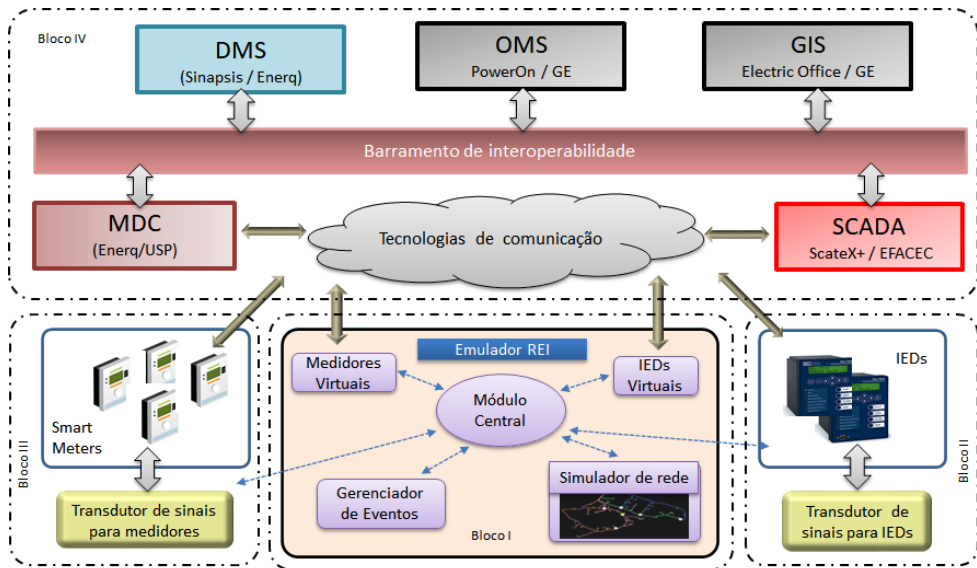 Bloco IV
DMS
(Sinapsis / Enerq)
OMS
PowerOn / GE
GIS
Electric Office / GE
Barramento de interoperabilidade
MDC
(Enerq/USP)
Tecnologias de comunicação
SCADA
ScateX+ / EFACEC
Bloco III
Smart
Meters
Transdutor de sinais
para medidores
Emulador REI
Medidores
Virtuais
IEDs
Virtuais
Módulo
Central
Gerenciador
de Eventos
Simulador de rede
Bloco I
IEDs
Bloco II
Transdutor de
sinais para IEDs